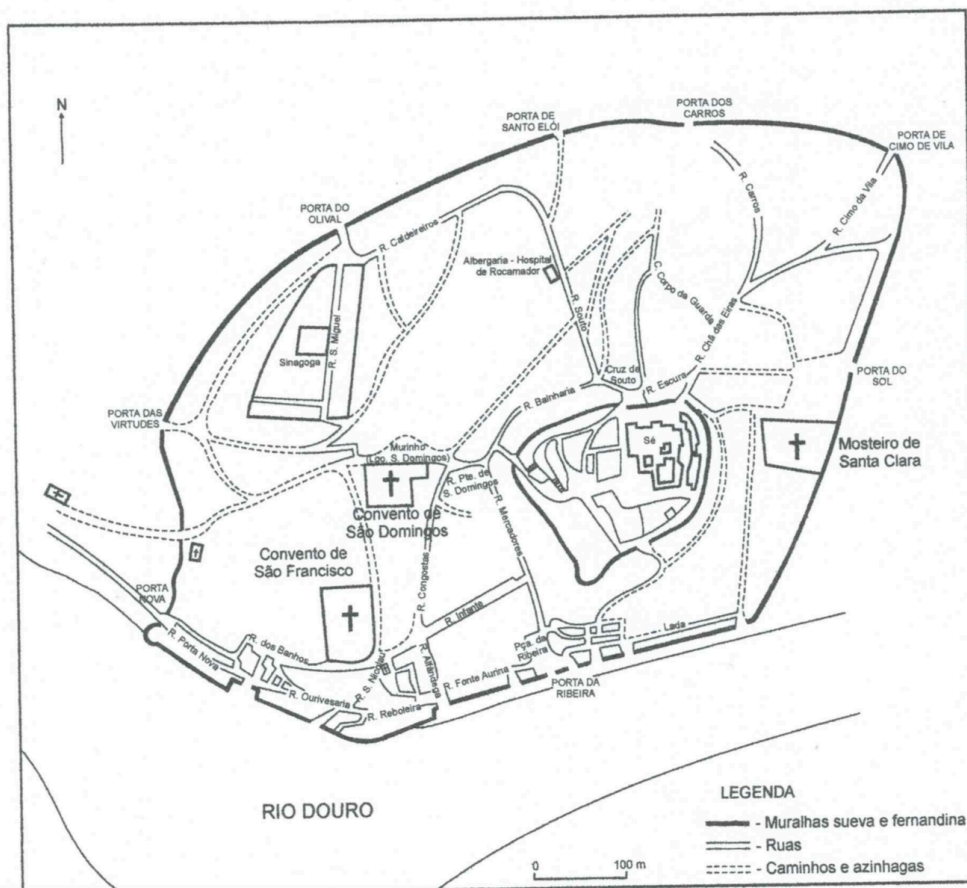 N
PORTA DE
SANTO ELÓI
PORTA DOS
CARROS
PORTA DE
CIMO DE VILA
PORTA DO
OLIVAL
R. Caldeireiros
R. Carros
R. Cimo da Vila
Albergaria - Hospital
de Rocamador
R. Souto
C. Corpo da Guarda
R. Chã das Eiras
Sinagoga
R. S. Miguel
Cruz de
Souto
R. Escura
PORTA DO
SOL
PORTA DAS
VIRTUDES
R. Bainharia
Sé
Mosteiro de
Santa Clara
Murinho
(Lgo. S. Domingos)
R. Pte. de
S. Domingos
Convento de
São Domingos
R. Mercadores
Convento de
São Francisco
R. Congostas
PORTA
NOVA
R. Infante
R. Porta Nova
R. dos Banhos
R. S. Nicolau
R. Alfândega
Pça. da
Ribeira
Lada
R. Fonte Aurina
R. Ourivesaria
R. Reboleira
PORTA DA
RIBEIRA
RIO DOURO
LEGENDA
- Muralhas sueva e fernandina
- Ruas
- Caminhos e azinhagas
0 100 m